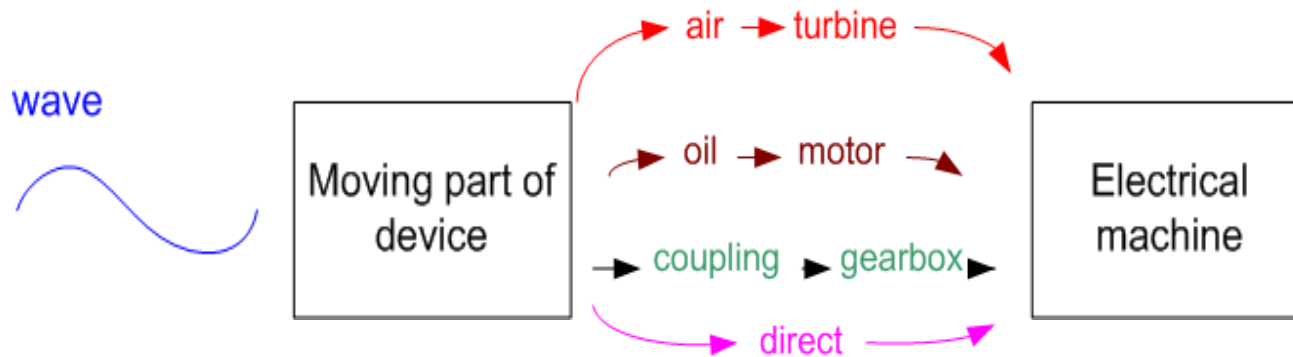 wave
Moving part of
device
air
turbine
oil
motor
coupling
gearbox
direct
Electrical
machine